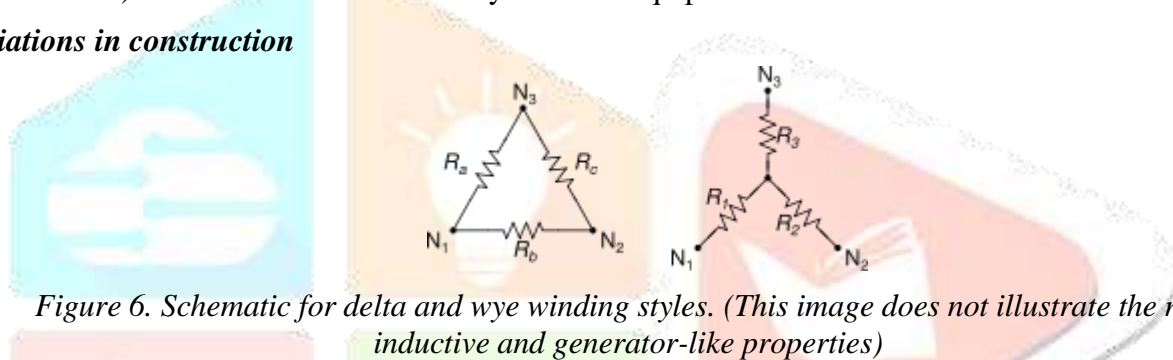 iations in construction
N3
Ra
Rc
N1
Rb
N2
N3
R3
R1
R2
N1
N2
Figure 6. Schematic for delta and wye winding styles. (This image does not illustrate the
inductive and generator-like properties)